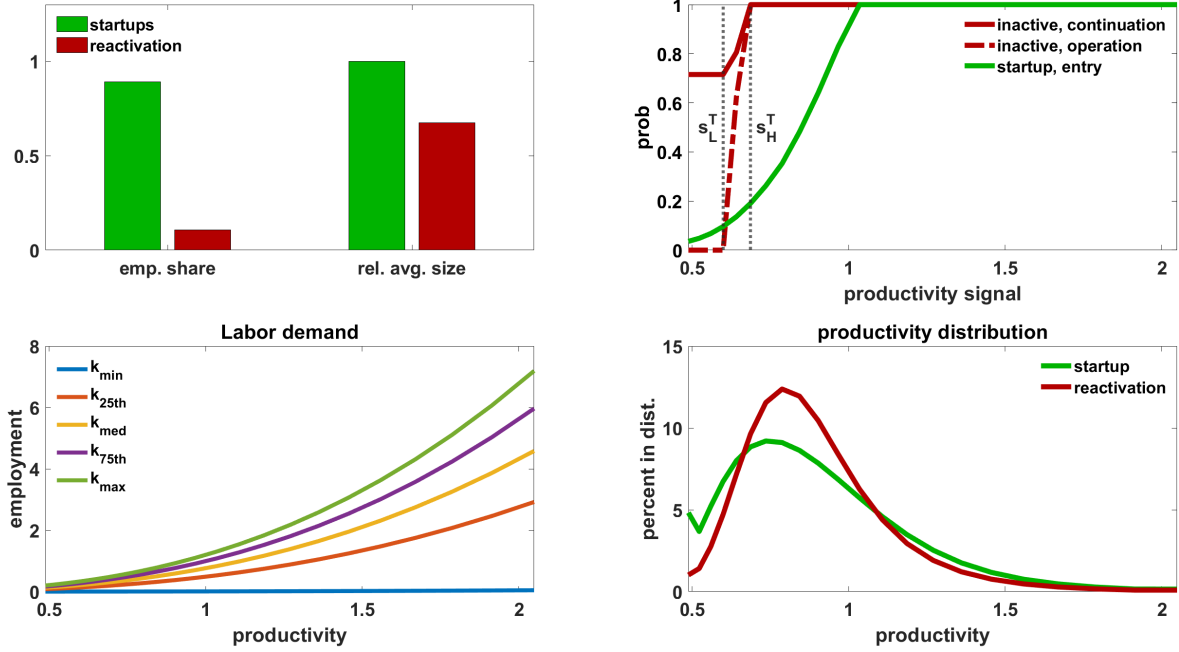 startups
reactivation
1
0.5
0
emp. share
rel. avg. size
1
0.8
0.6
0.4
0.2
0
prob
inactive, continuation
inactive, operation
startup, entry
s_L^T
s_H^T
0.5
1
1.5
2
productivity signal
Labor demand
8
6
4
2
0
employment
k_min
k_25th
k_med
k_75th
k_max
0.5
1
1.5
2
productivity
productivity distribution
15
10
5
0
percent in dist.
startup
reactivation
0.5
1
1.5
2
productivity